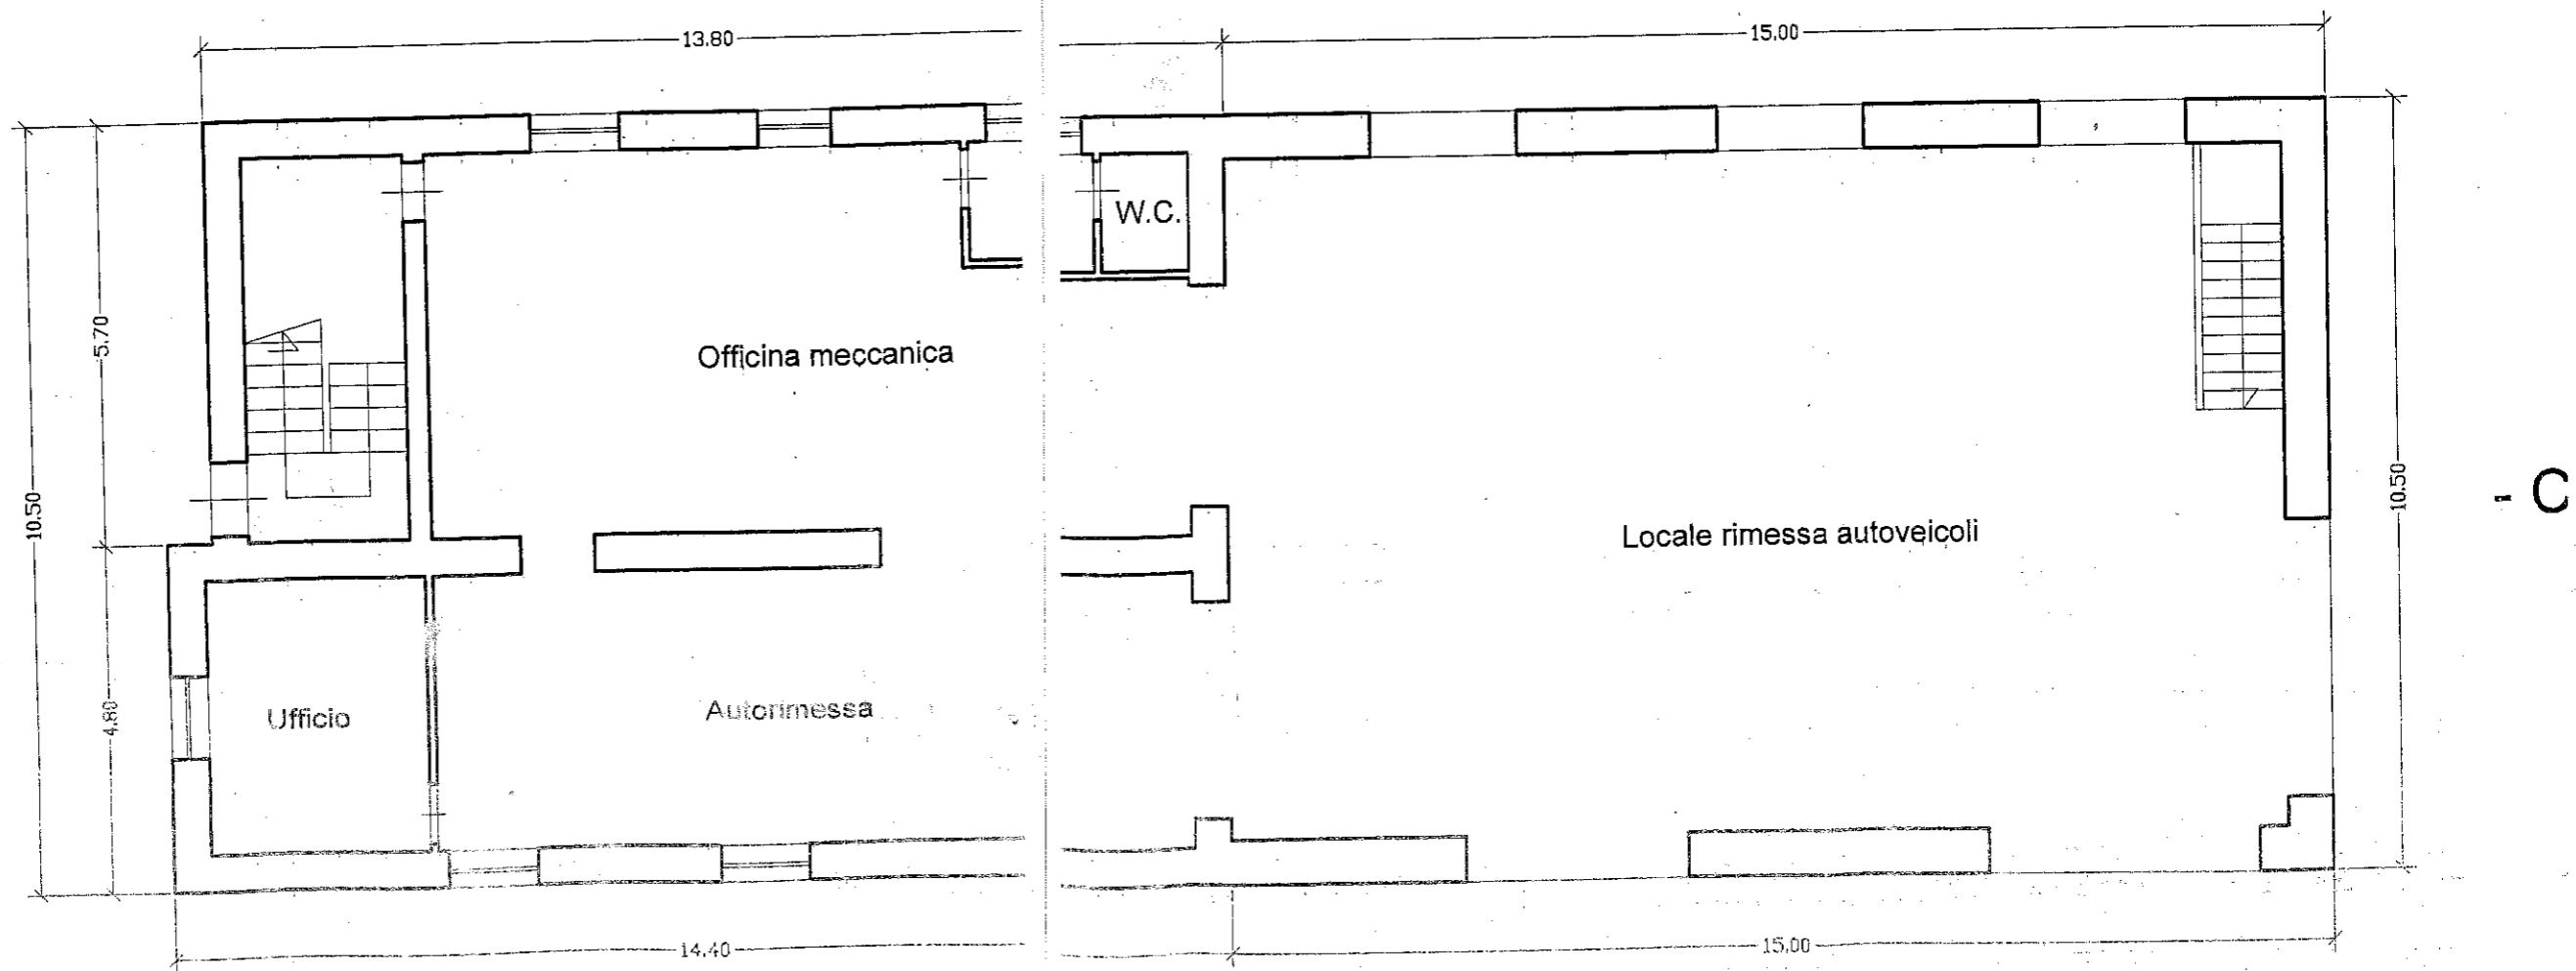 13.80
15.00
W.C.
5.70
Officina meccanica
10.50
10.50
- C
Locale rimessa autoveicoli
4.80
Ufficio
Autorimessa
14.40
15.00